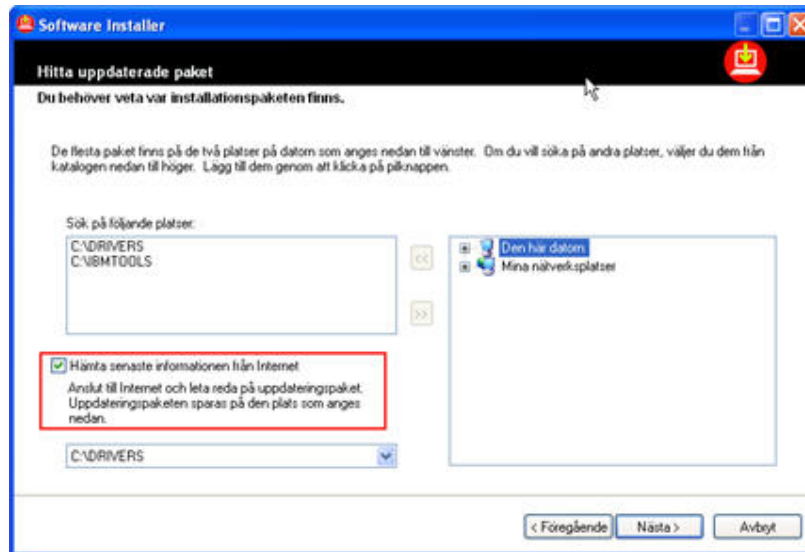 Software Installer
Hitta uppdaterade paket
Du behöver veta var installationspaketen finns.
De flesta paket finns på de två platser på datorn som anges nedan till vänster. Om du vill söka på andra platser, väljer du dem från
katalogen nedan till höger. Lägg till dem genom att klicka på pilknappen.
Sök på följande platser:
C:\DRIVERS
C:\IBMTOOLS
<<
>>
Den här datorn
Mina nätverksplatser
Hämta senaste informationen från Internet
Anslut till Internet och leta reda på uppdateringspaket.
Uppdateringspaketen sparas på den plats som anges
nedan.
C:\DRIVERS
< Föregående
Nästa >
Avbryt